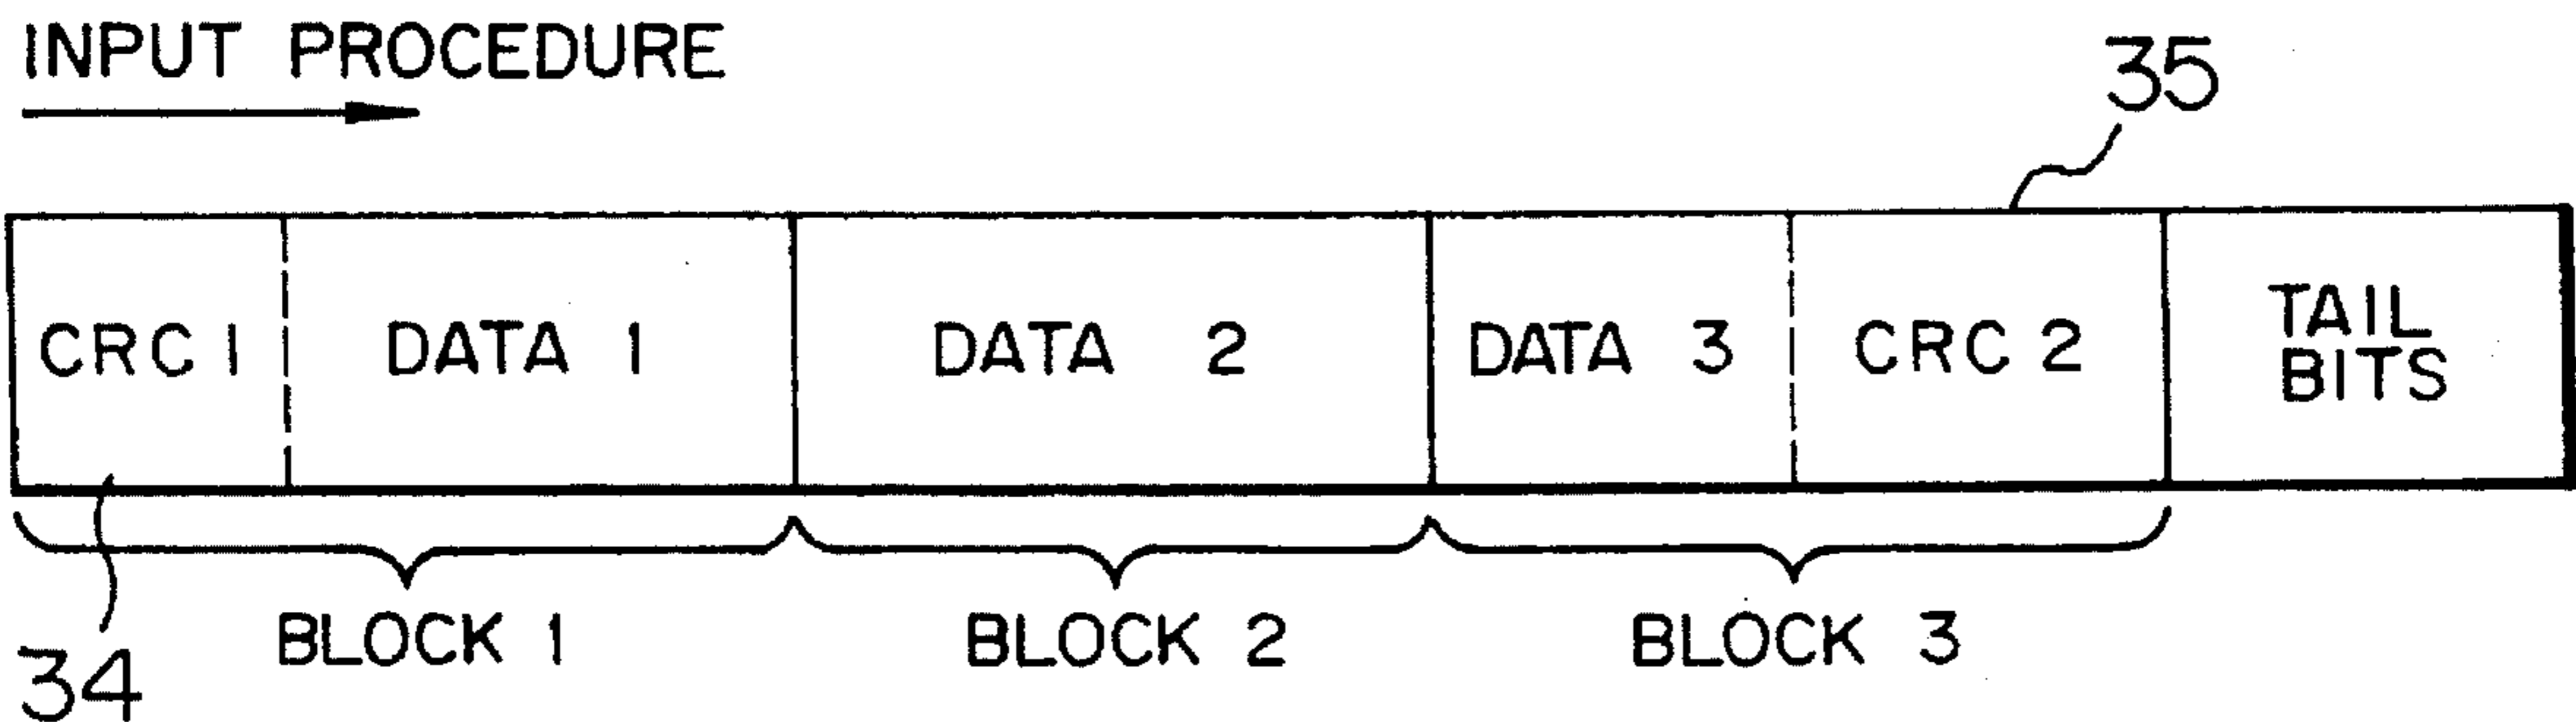 INPUT PROCEDURE
35
CRC 1
DATA 1
DATA 2
DATA 3
CRC 2
TAIL
BITS
34
BLOCK 1
BLOCK 2
BLOCK 3